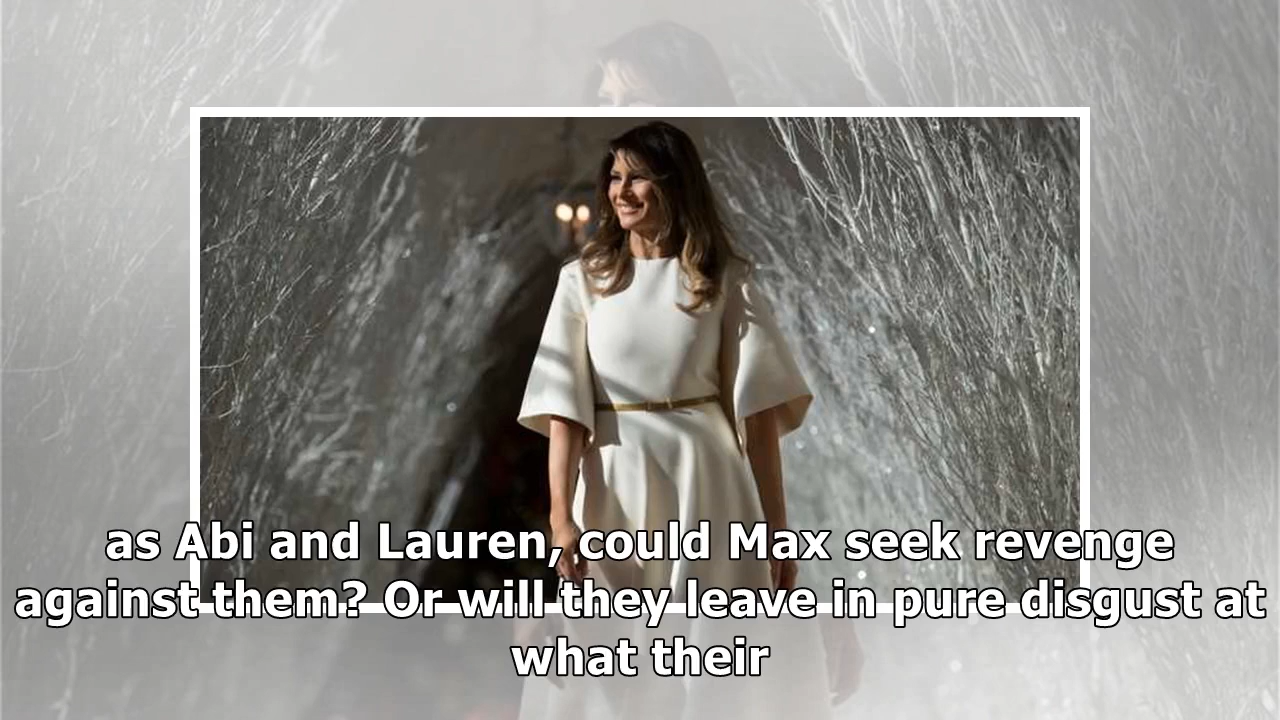 as Abi and Lauren, could Max seek revenge
against them? Or will they leave in pure disgust at
what their